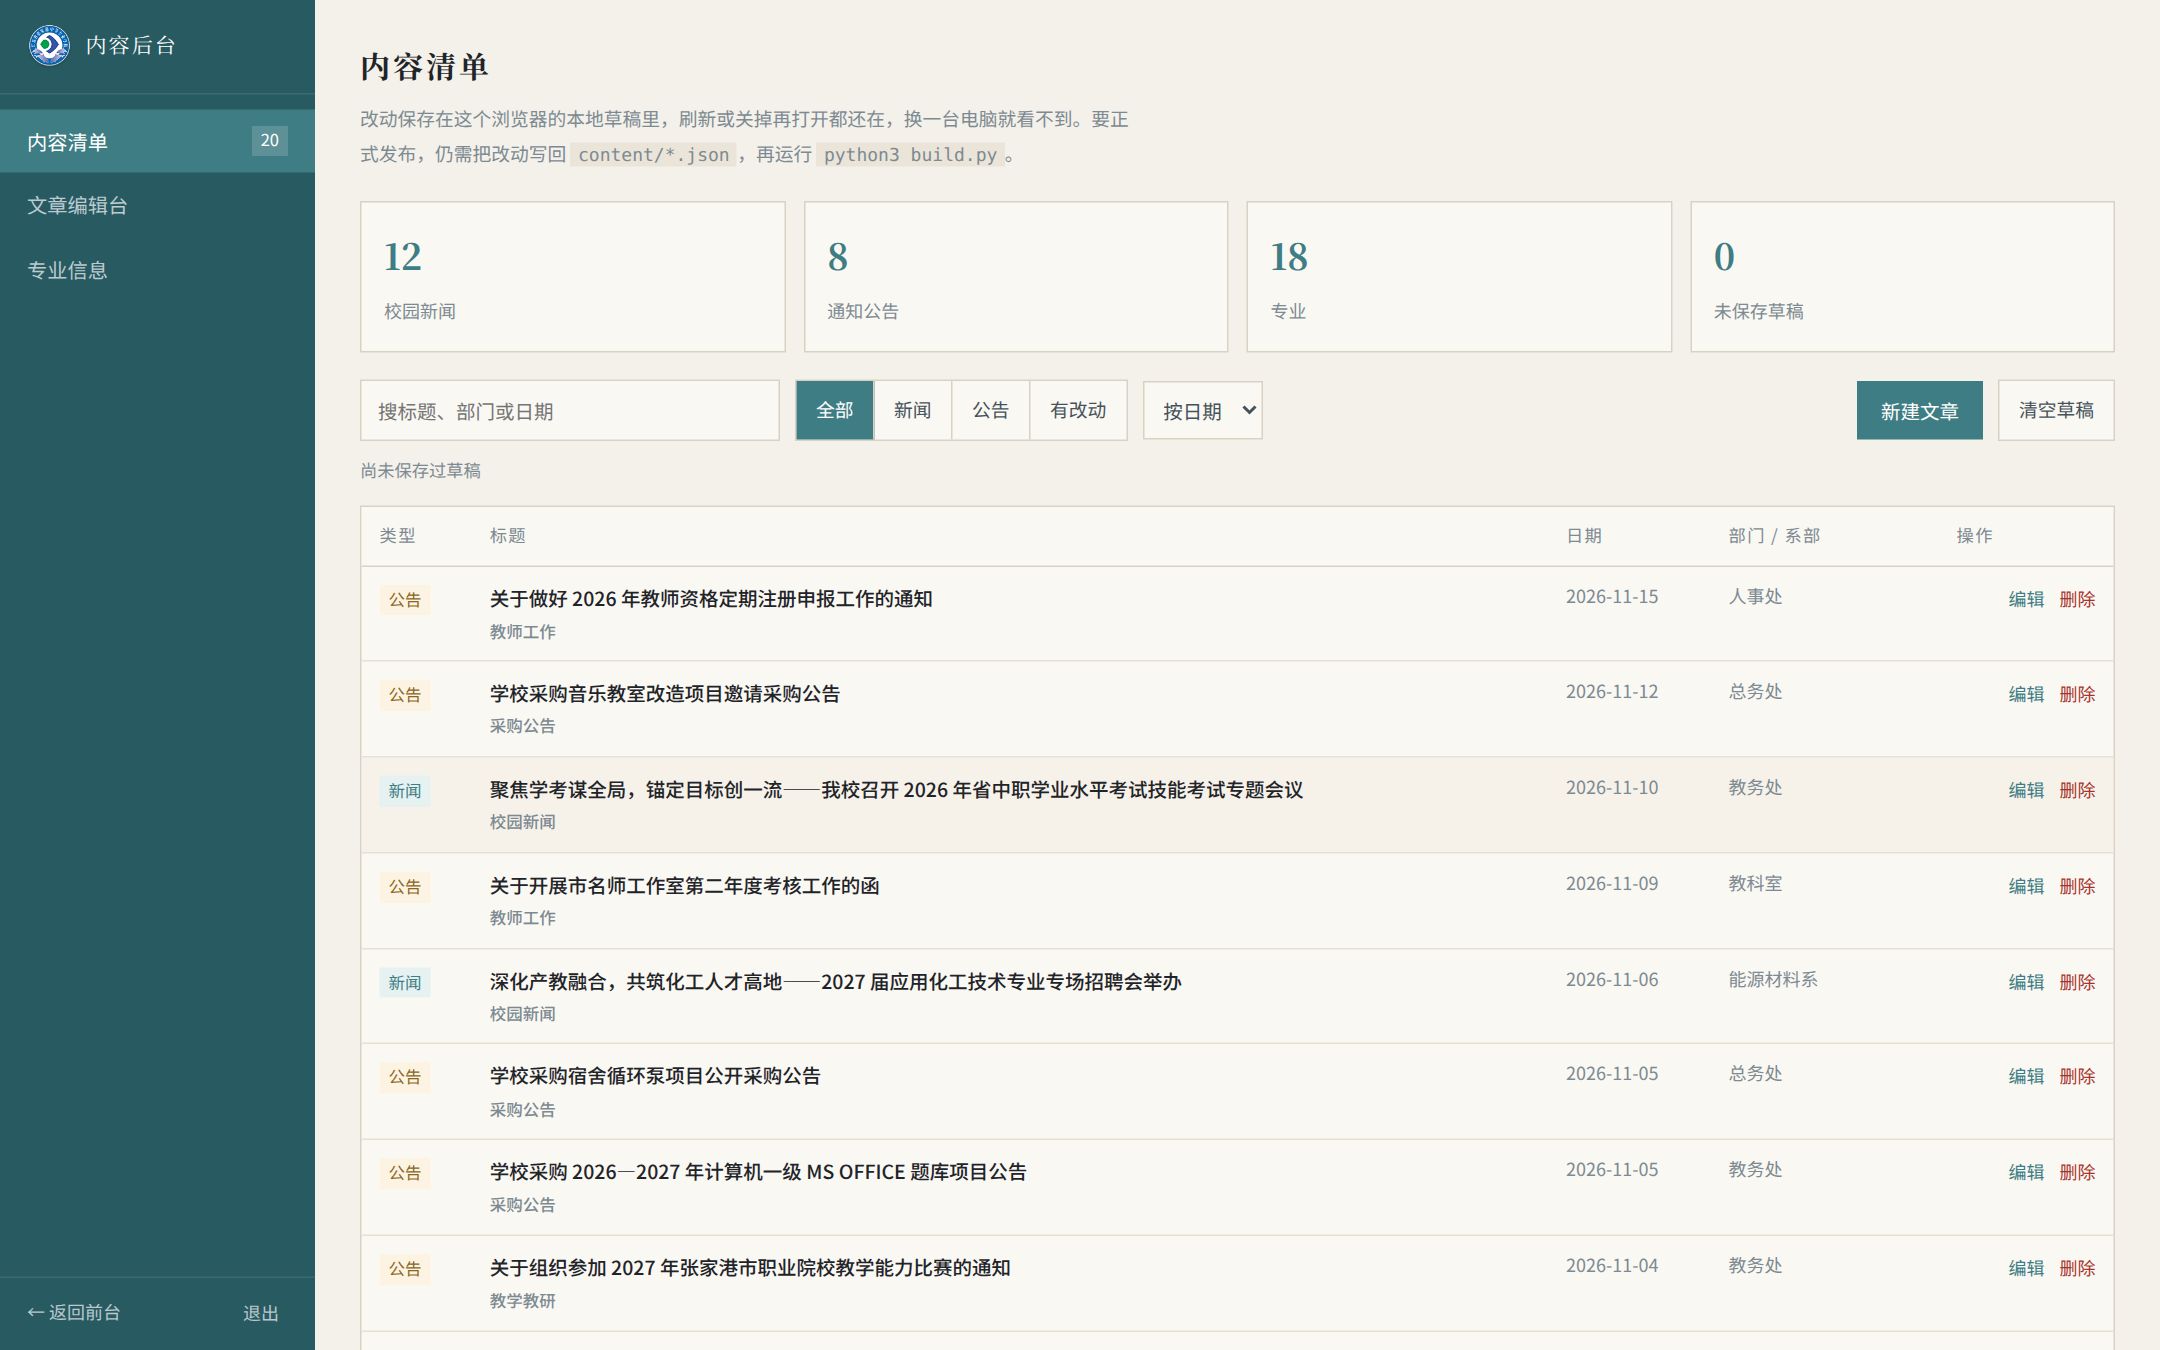 内容后台
内容清单 20
文章编辑台
专业信息
← 返回前台 退出
内容清单
改动保存在这个浏览器的本地草稿里，刷新或关掉再打开都还在，换一台电脑就看不到。要正
式发布，仍需把改动写回 content/*.json，再运行 python3 build.py。
12 8 18 0
校园新闻 通知公告 专业 未保存草稿
搜标题、部门或日期 全部 新闻 公告 有改动 按日期 新建文章 清空草稿
尚未保存过草稿
类型 标题 日期 部门 / 系部 操作
公告 关于做好 2026 年教师资格定期注册申报工作的通知 2026-11-15 人事处 编辑 删除
教师工作
公告 学校采购音乐教室改造项目邀请采购公告 2026-11-12 总务处 编辑 删除
采购公告
新闻 聚焦学考谋全局，锚定目标创一流——我校召开 2026 年省中职学业水平考试技能考试专题会议 2026-11-10 教务处 编辑 删除
校园新闻
公告 关于开展市名师工作室第二年度考核工作的函 2026-11-09 教科室 编辑 删除
教师工作
新闻 深化产教融合，共筑化工人才高地——2027 届应用化工技术专业专场招聘会举办 2026-11-06 能源材料系 编辑 删除
校园新闻
公告 学校采购宿舍循环泵项目公开采购公告 2026-11-05 总务处 编辑 删除
采购公告
公告 学校采购 2026—2027 年计算机一级 MS OFFICE 题库项目公告 2026-11-05 教务处 编辑 删除
采购公告
公告 关于组织参加 2027 年张家港市职业院校教学能力比赛的通知 2026-11-04 教务处 编辑 删除
教学教研